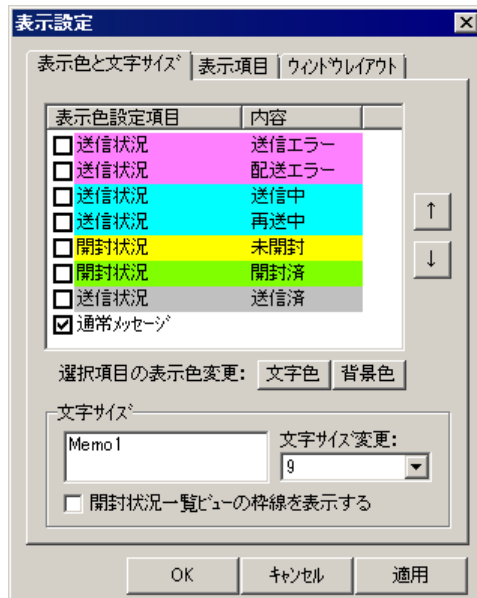 表示設定
表示色と文字ｻｲｽﾞ 表示項目 ｳｨﾝﾄﾞｳﾚｲｱｳﾄ
表示色設定項目 内容
送信状況 送信エラー
送信状況 配送エラー
送信状況 送信中
送信状況 再送中
開封状況 未開封
開封状況 開封済
送信状況 送信済
通常ﾒｯｾｰｼﾞ
↑
↓
選択項目の表示色変更: 文字色 背景色
文字ｻｲｽﾞ
Memo1
文字ｻｲｽﾞ変更:
9
開封状況一覧ﾋﾞｭｰの枠線を表示する
OK ｷｬﾝｾﾙ 適用